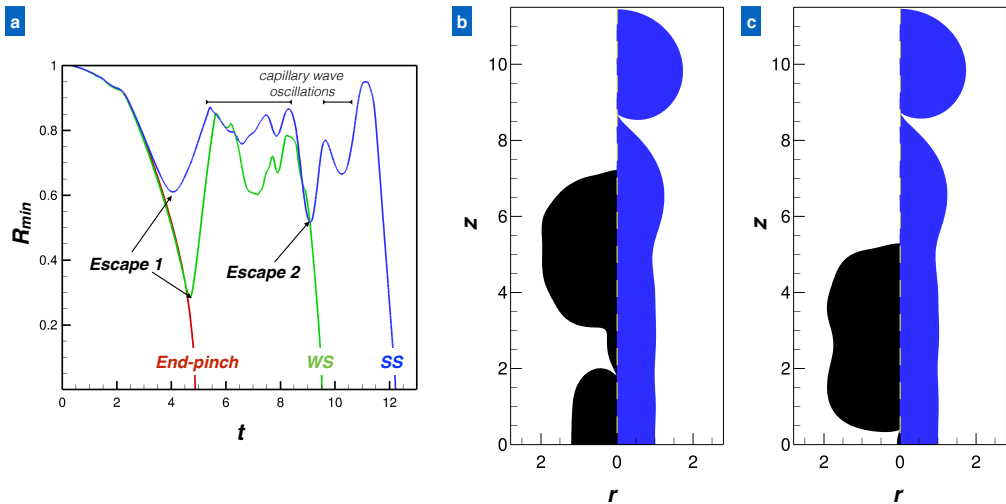 a
capillary wave
oscillations
1
0.8
0.6
0.4
0.2
R_min
Escape 1
Escape 2
End-pinch
WS
SS
0 2 4 6 8 10 12
t
b
10
8
6
4
2
0
z
2 0 2
r
c
10
8
6
4
2
0
z
2 0 2
r